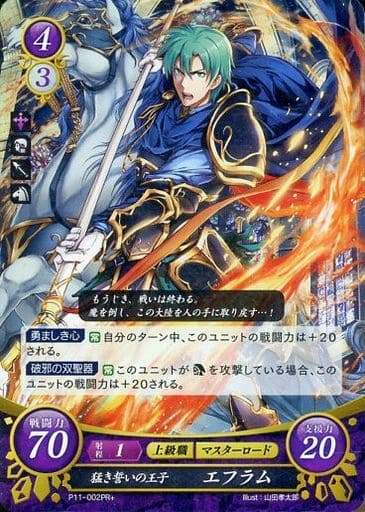 4
3
もうじき、戦いは終わる。
魔を倒し、この大陸を人の手に取り戻す…！
勇ましき心 常 自分のターン中、このユニットの戦闘力は＋20
される。
破邪の双聖器 常 このユニットが を攻撃している場合、この
ユニットの戦闘力は＋20される。
戦闘力
70
射程 1
上級職
マスターロード
支援力
20
猛き誓いの王子 エフラム
P11-002PR+
Illust：山田孝太郎